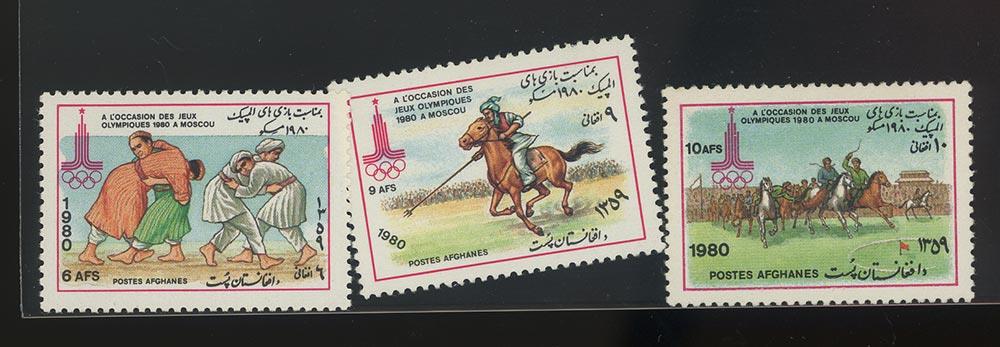 A L'OCCASION DES JEUX
OLYMPIQUES 1980 A MOSCOU
بمناسبت بازی های المپیک
۱۹۸۰ مسکو
1980
۱۳۵۹
6 AFS
۶ افغانی
POSTES AFGHANES
د افغانستان پست
A L'OCCASION DES
JEUX OLYMPIQUES
1980 A MOSCOU
بمناسبت بازی های
المپیک ۱۹۸۰ مسکو
۹ افغانی
9 AFS
1980
۱۳۵۹
POSTES AFGHANES
د افغانستان پست
A L'OCCASION DES JEUX
OLYMPIQUES 1980 A MOSCOU
بمناسبت بازی های
المپیک ۱۹۸۰ مسکو
10 AFS
۱۰ افغانی
1980
۱۳۵۹
POSTES AFGHANES
د افغانستان پست